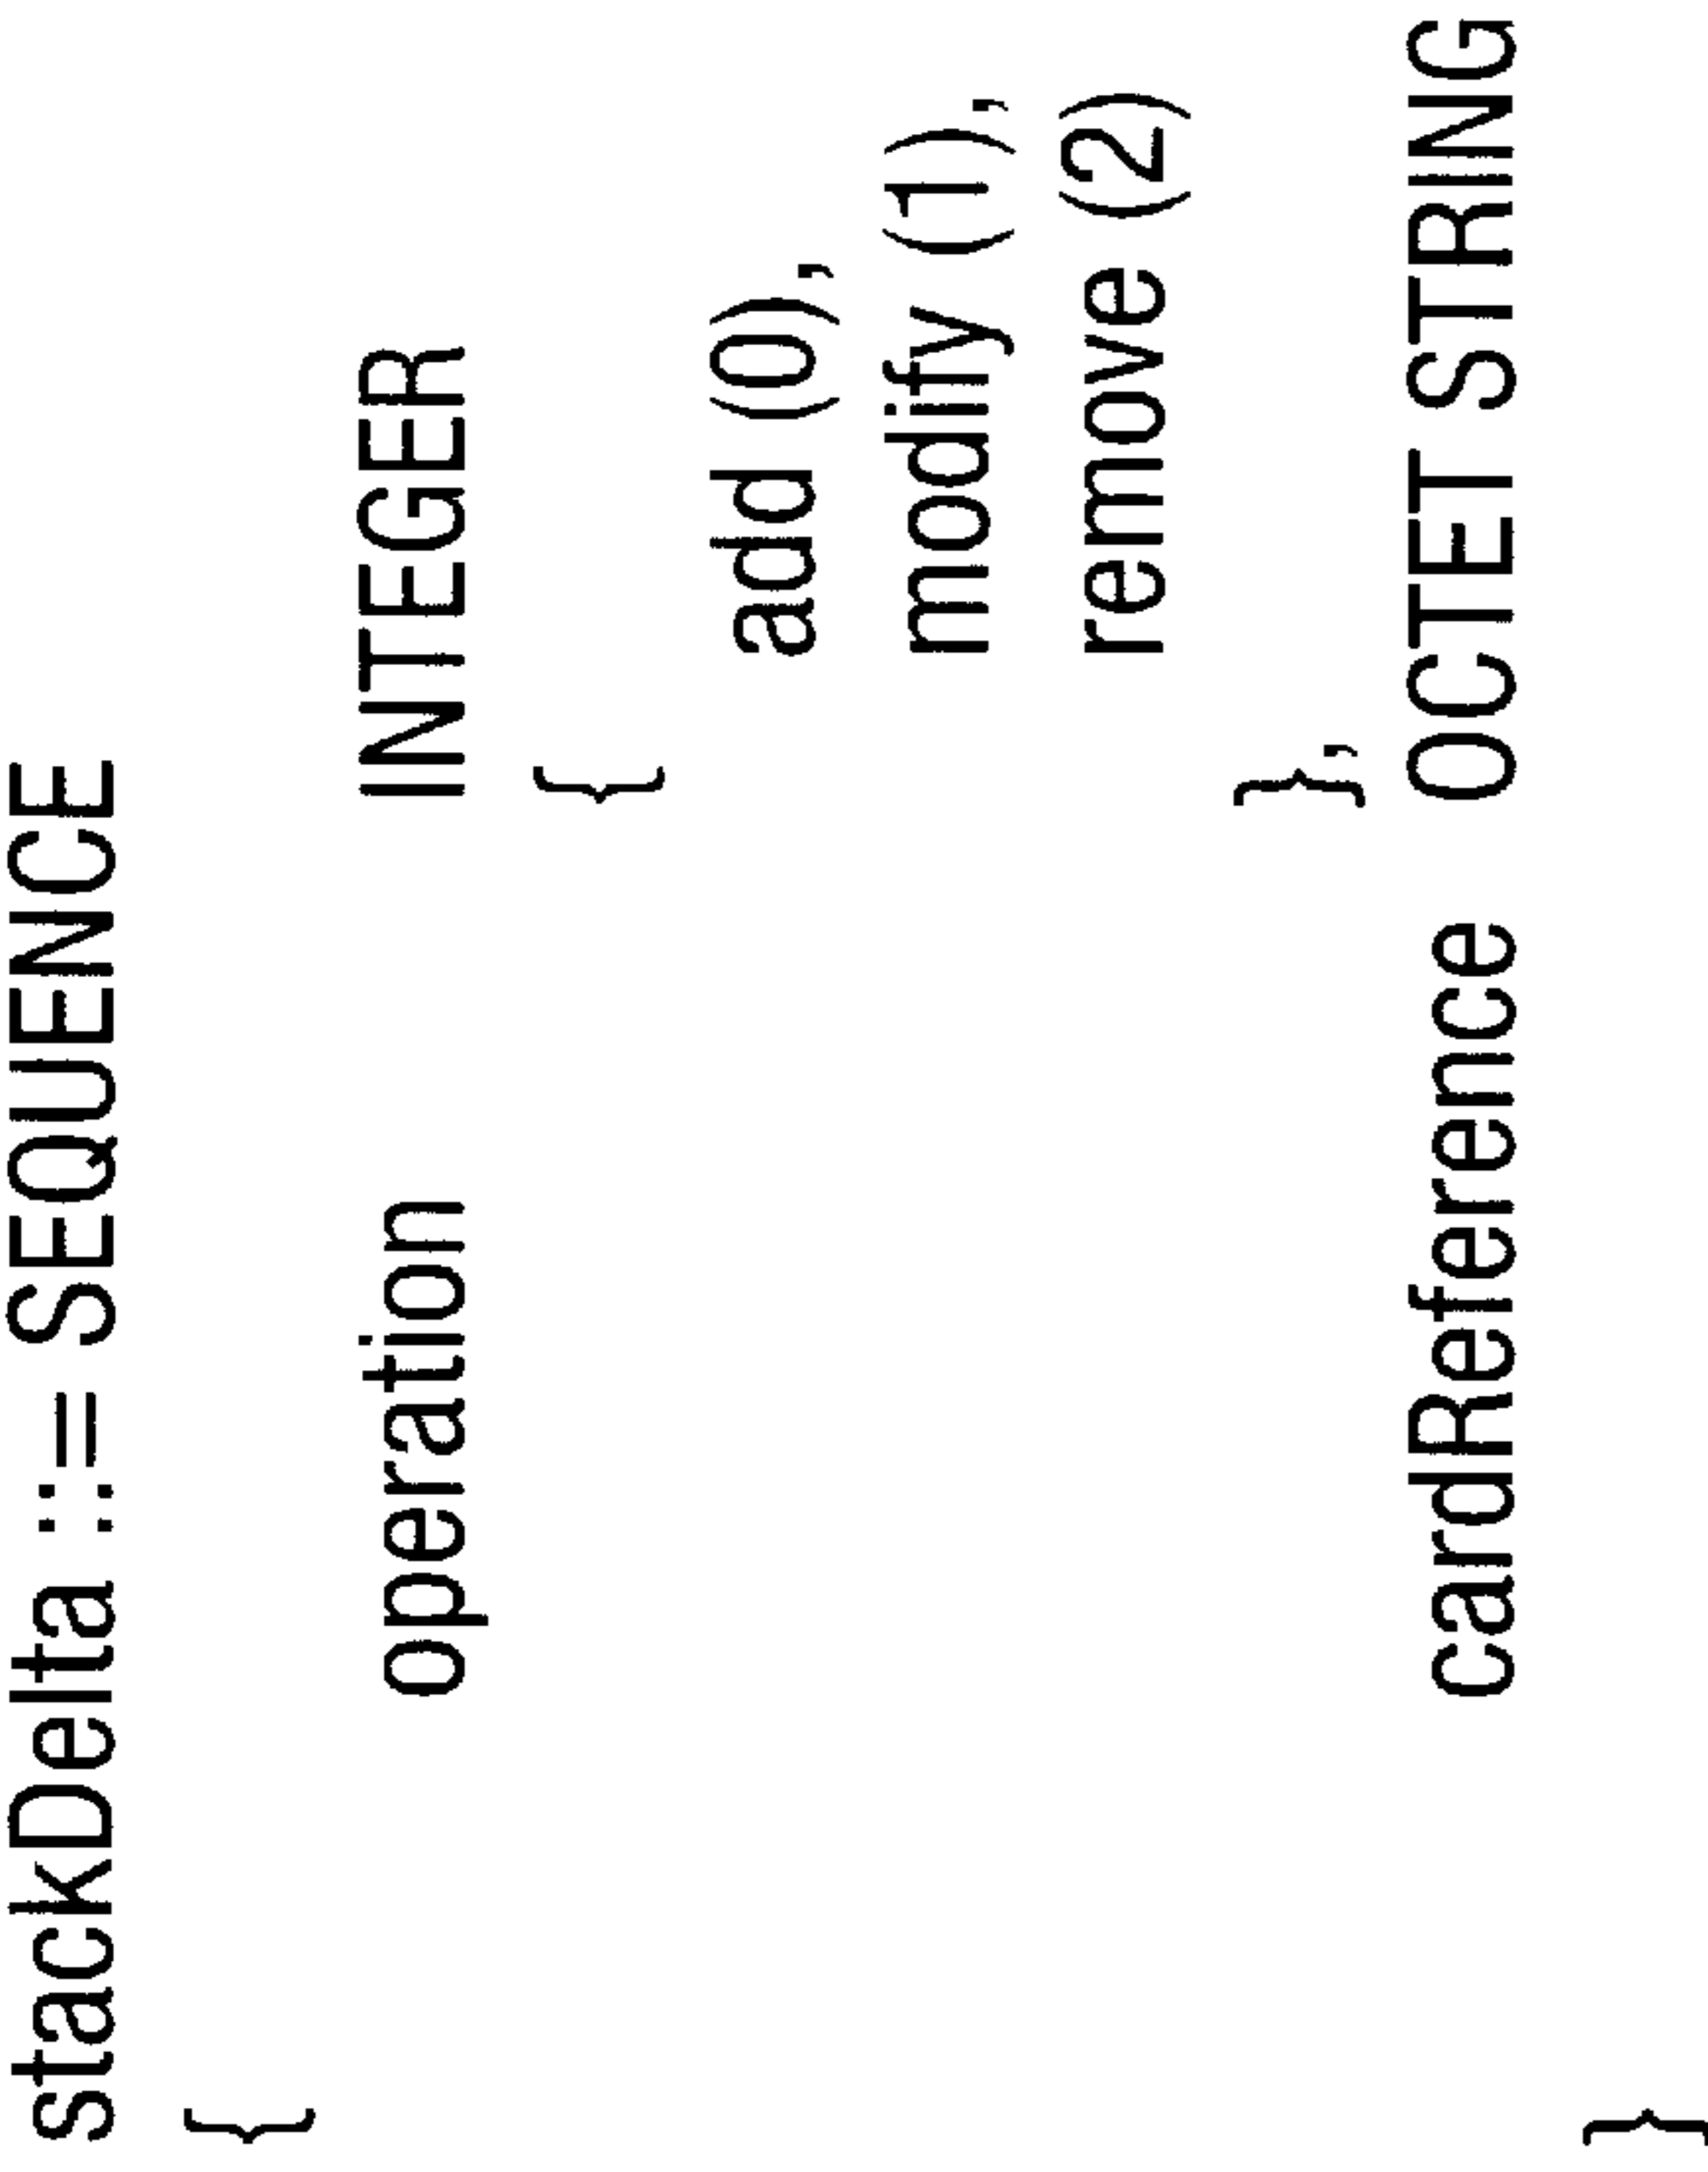 stackDelta ::= SEQUENCE
{
operation INTEGER
{
add (0),
modify (1),
remove (2)
},
cardReference OCTET STRING
}